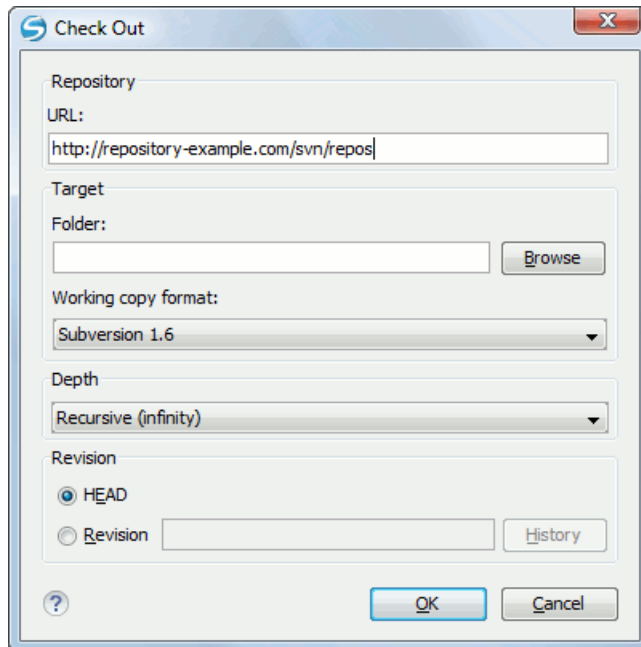 Check Out
Repository
URL:
http://repository-example.com/svn/repos
Target
Folder:
Browse
Working copy format:
Subversion 1.6
Depth
Recursive (infinity)
Revision
HEAD
Revision History
? OK Cancel